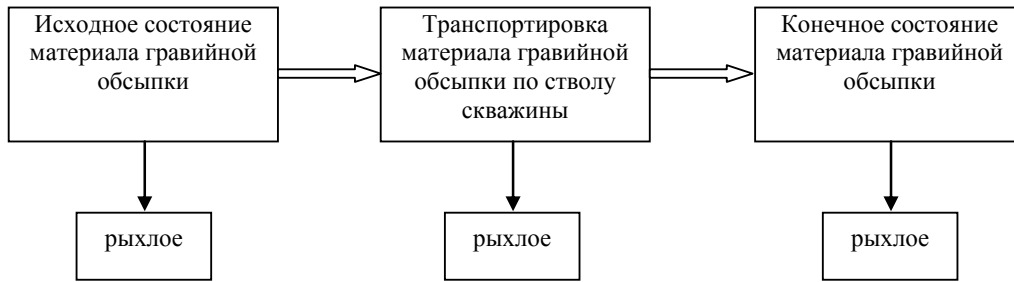 Исходное состояние
материала гравийной
обсыпки
Транспортировка
материала гравийной
обсыпки по стволу
скважины
Конечное состояние
материала гравийной
обсыпки
рыхлое
рыхлое
рыхлое